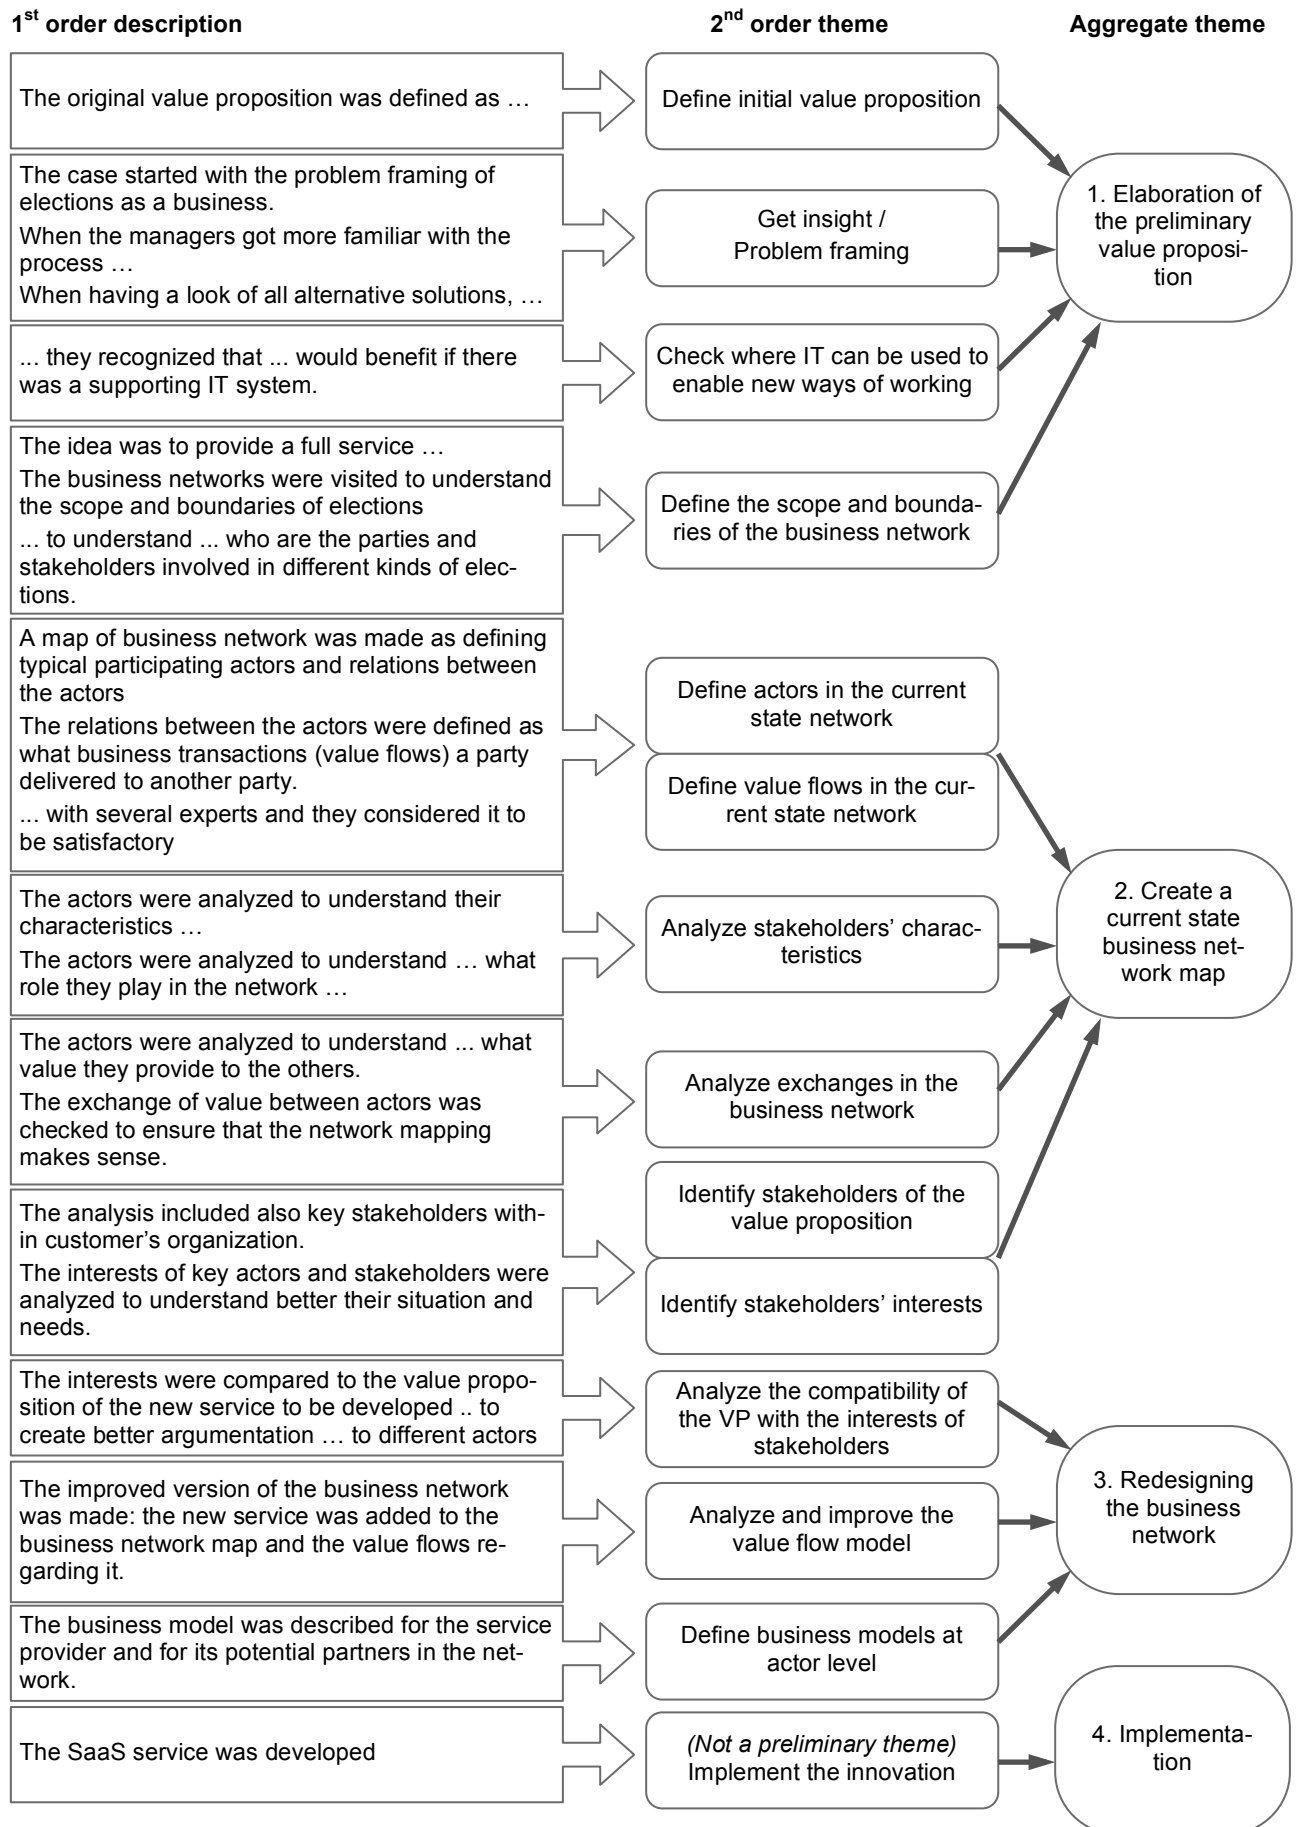 1st order description
2nd order theme
Aggregate theme
The original value proposition was defined as …
Define initial value proposition
The case started with the problem framing of
elections as a business.
When the managers got more familiar with the
process …
When having a look of all alternative solutions, …
Get insight /
Problem framing
1. Elaboration of
the preliminary
value proposi-
tion
... they recognized that ... would benefit if there
was a supporting IT system.
Check where IT can be used to
enable new ways of working
The idea was to provide a full service …
The business networks were visited to understand
the scope and boundaries of elections
... to understand ... who are the parties and
stakeholders involved in different kinds of elec-
tions.
Define the scope and bounda-
ries of the business network
A map of business network was made as defining
typical participating actors and relations between
the actors
The relations between the actors were defined as
what business transactions (value flows) a party
delivered to another party.
... with several experts and they considered it to
be satisfactory
Define actors in the current
state network
Define value flows in the cur-
rent state network
The actors were analyzed to understand their
characteristics …
The actors were analyzed to understand … what
role they play in the network …
Analyze stakeholders’ charac-
teristics
2. Create a
current state
business net-
work map
The actors were analyzed to understand ... what
value they provide to the others.
The exchange of value between actors was
checked to ensure that the network mapping
makes sense.
Analyze exchanges in the
business network
The analysis included also key stakeholders with-
in customer’s organization.
The interests of key actors and stakeholders were
analyzed to understand better their situation and
needs.
Identify stakeholders of the
value proposition
Identify stakeholders’ interests
The interests were compared to the value propo-
sition of the new service to be developed .. to
create better argumentation … to different actors
Analyze the compatibility of
the VP with the interests of
stakeholders
The improved version of the business network
was made: the new service was added to the
business network map and the value flows re-
garding it.
Analyze and improve the
value flow model
3. Redesigning
the business
network
The business model was described for the service
provider and for its potential partners in the net-
work.
Define business models at
actor level
The SaaS service was developed
(Not a preliminary theme)
Implement the innovation
4. Implementa-
tion